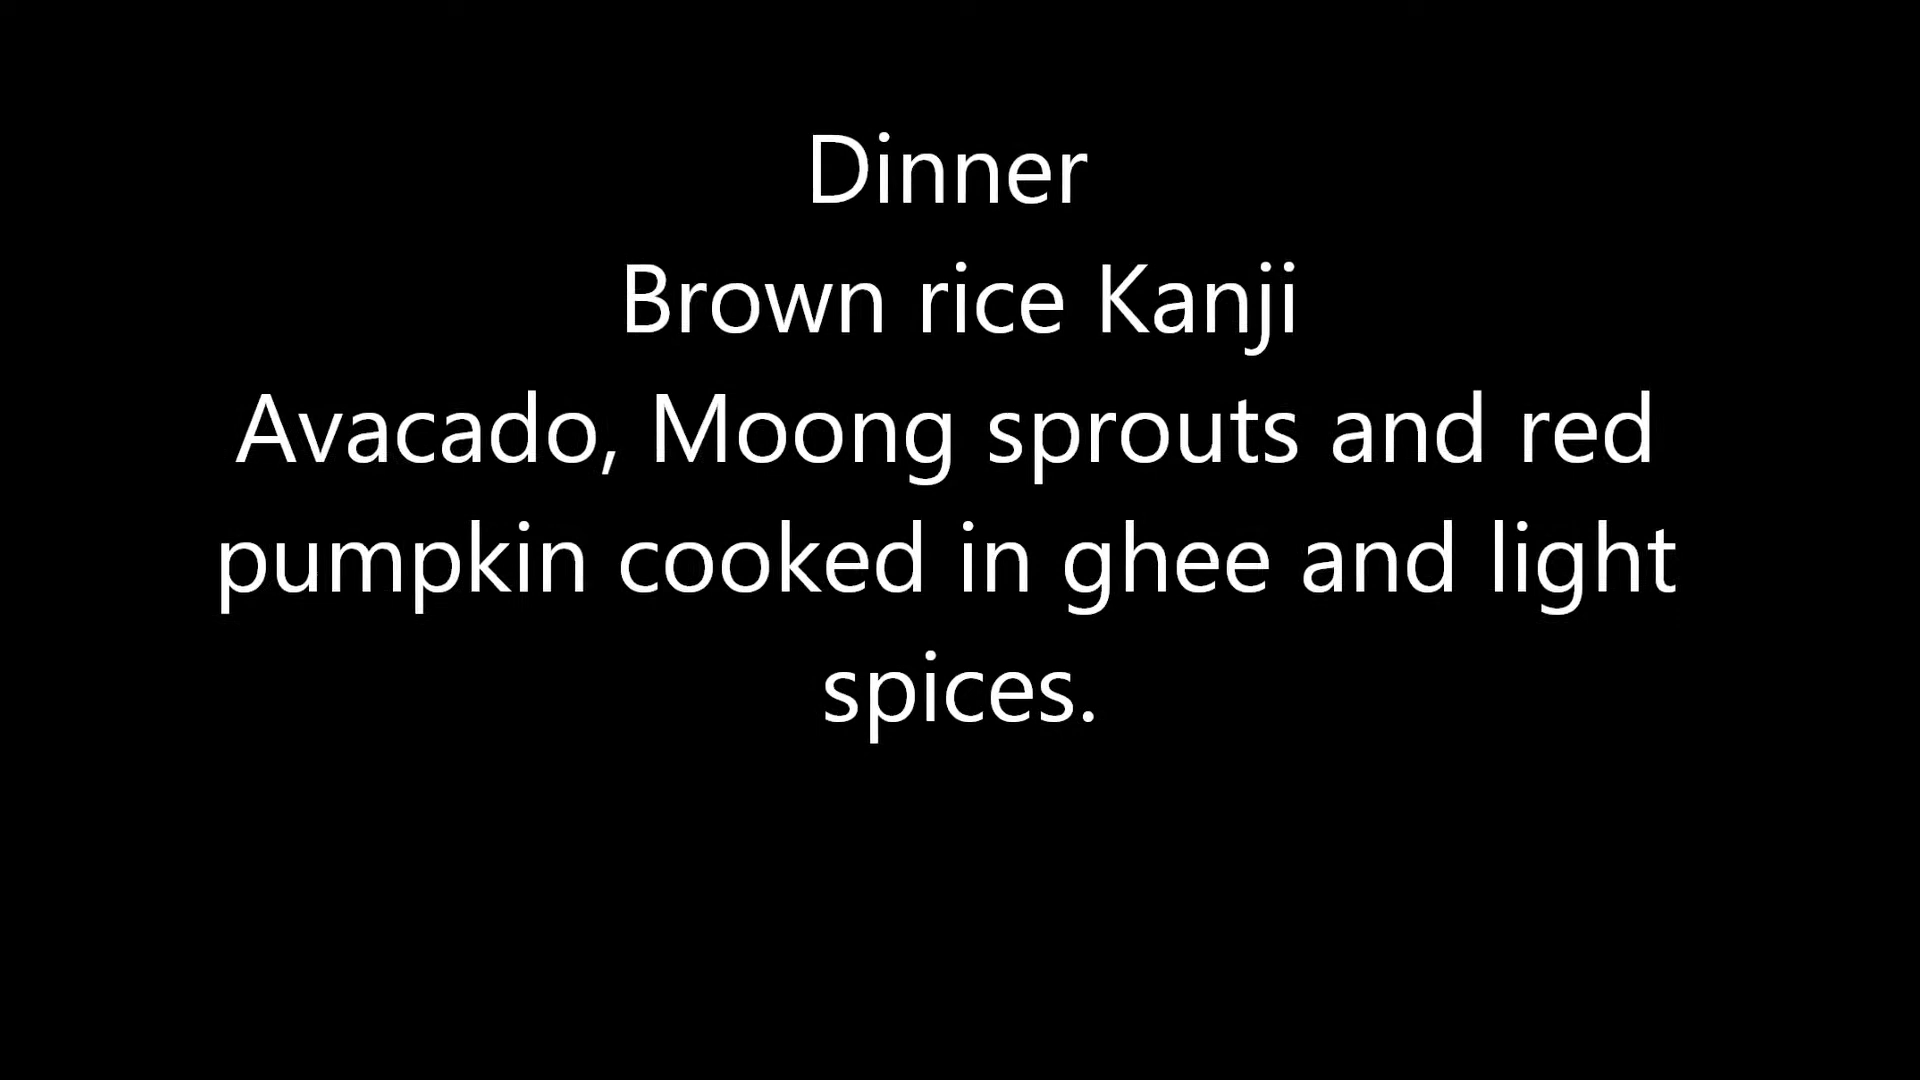 Dinner
Brown rice Kanji
Avacado, Moong sprouts and red
pumpkin cooked in ghee and light
spices.